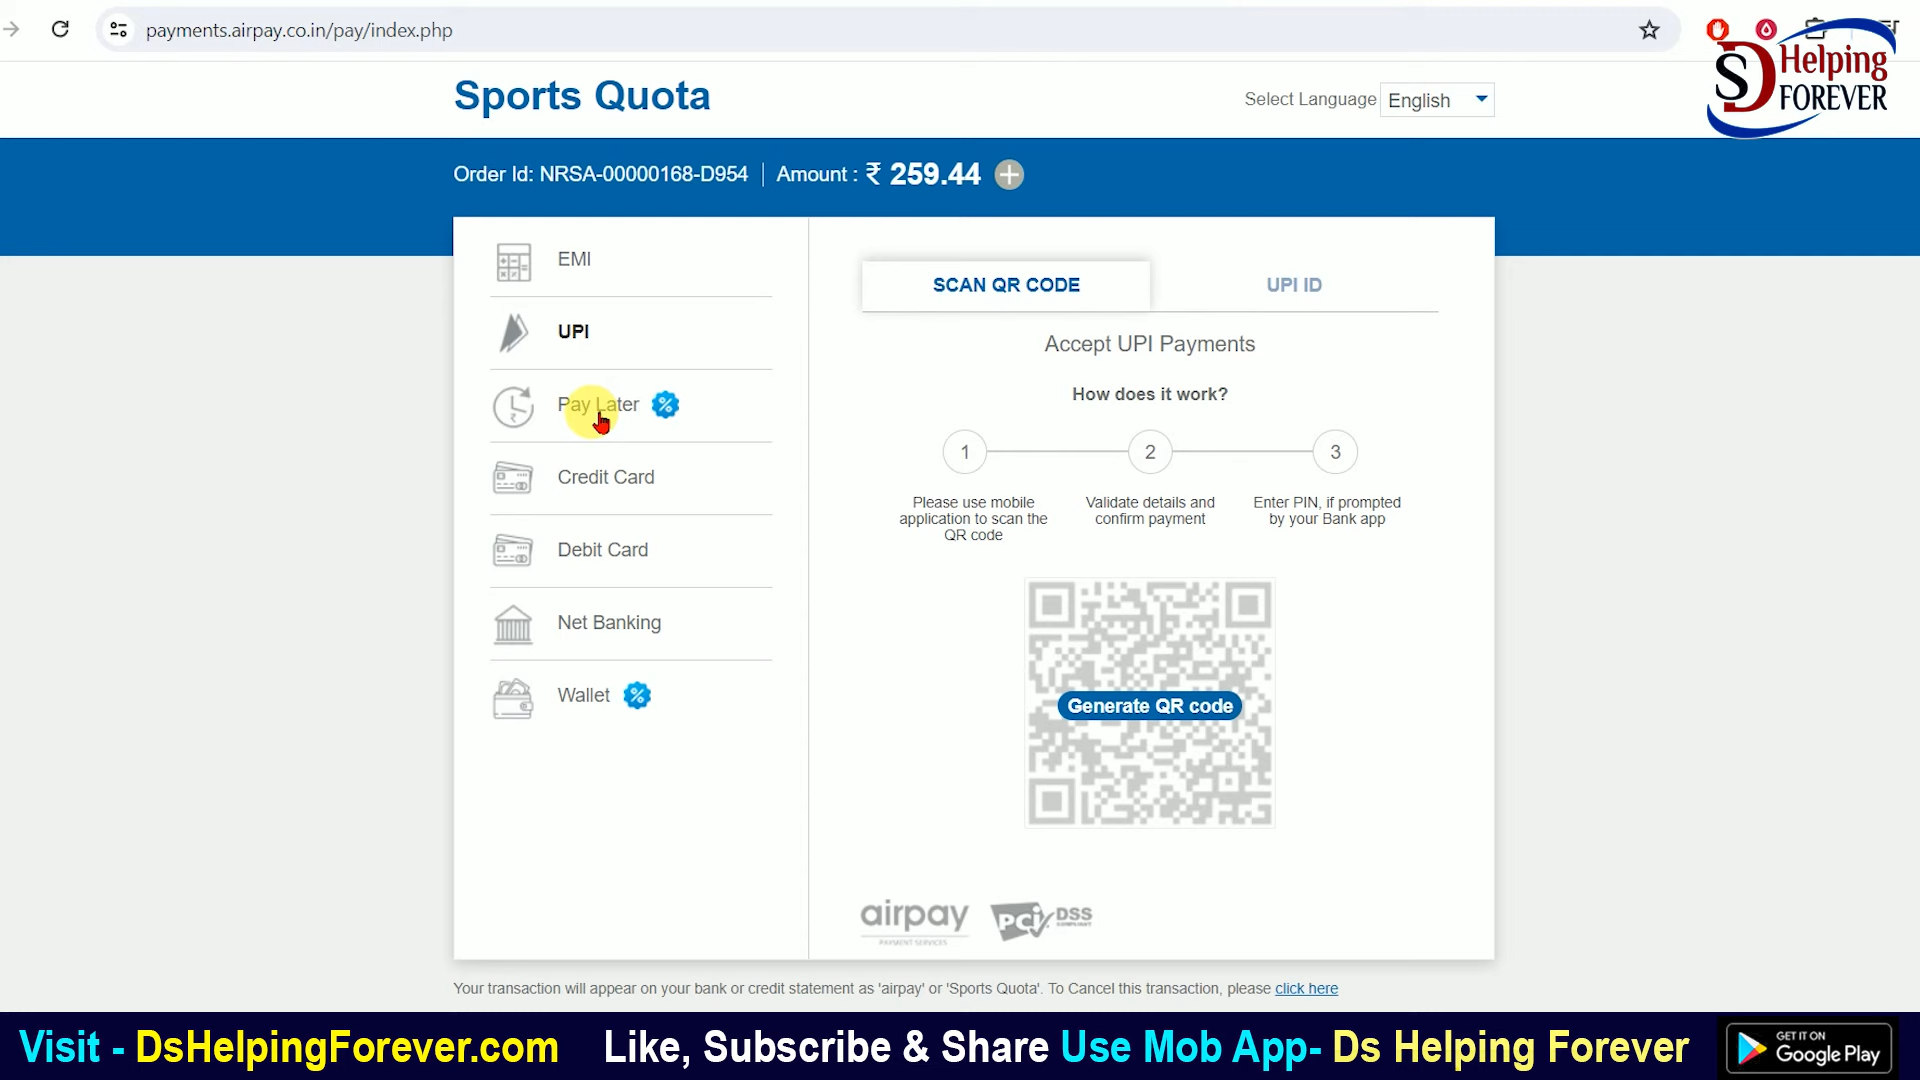 payments.airpay.co.in/pay/index.php
SD Helping
FOREVER
Sports Quota
Select Language English
Order Id: NRSA-00000168-D954 Amount : ₹ 259.44
EMI
UPI
Pay Later %
Credit Card
Debit Card
Net Banking
Wallet %
SCAN QR CODE UPI ID
Accept UPI Payments
How does it work?
1 2 3
Please use mobile
application to scan the
QR code
Validate details and
confirm payment
Enter PIN, if prompted
by your Bank app
Generate QR code
airpay
PAYMENT SERVICES
PCI DSS
COMPLIANT
Your transaction will appear on your bank or credit statement as 'airpay' or 'Sports Quota'. To Cancel this transaction, please click here
Visit - DsHelpingForever.com Like, Subscribe & Share Use Mob App- Ds Helping Forever
GET IT ON
Google Play